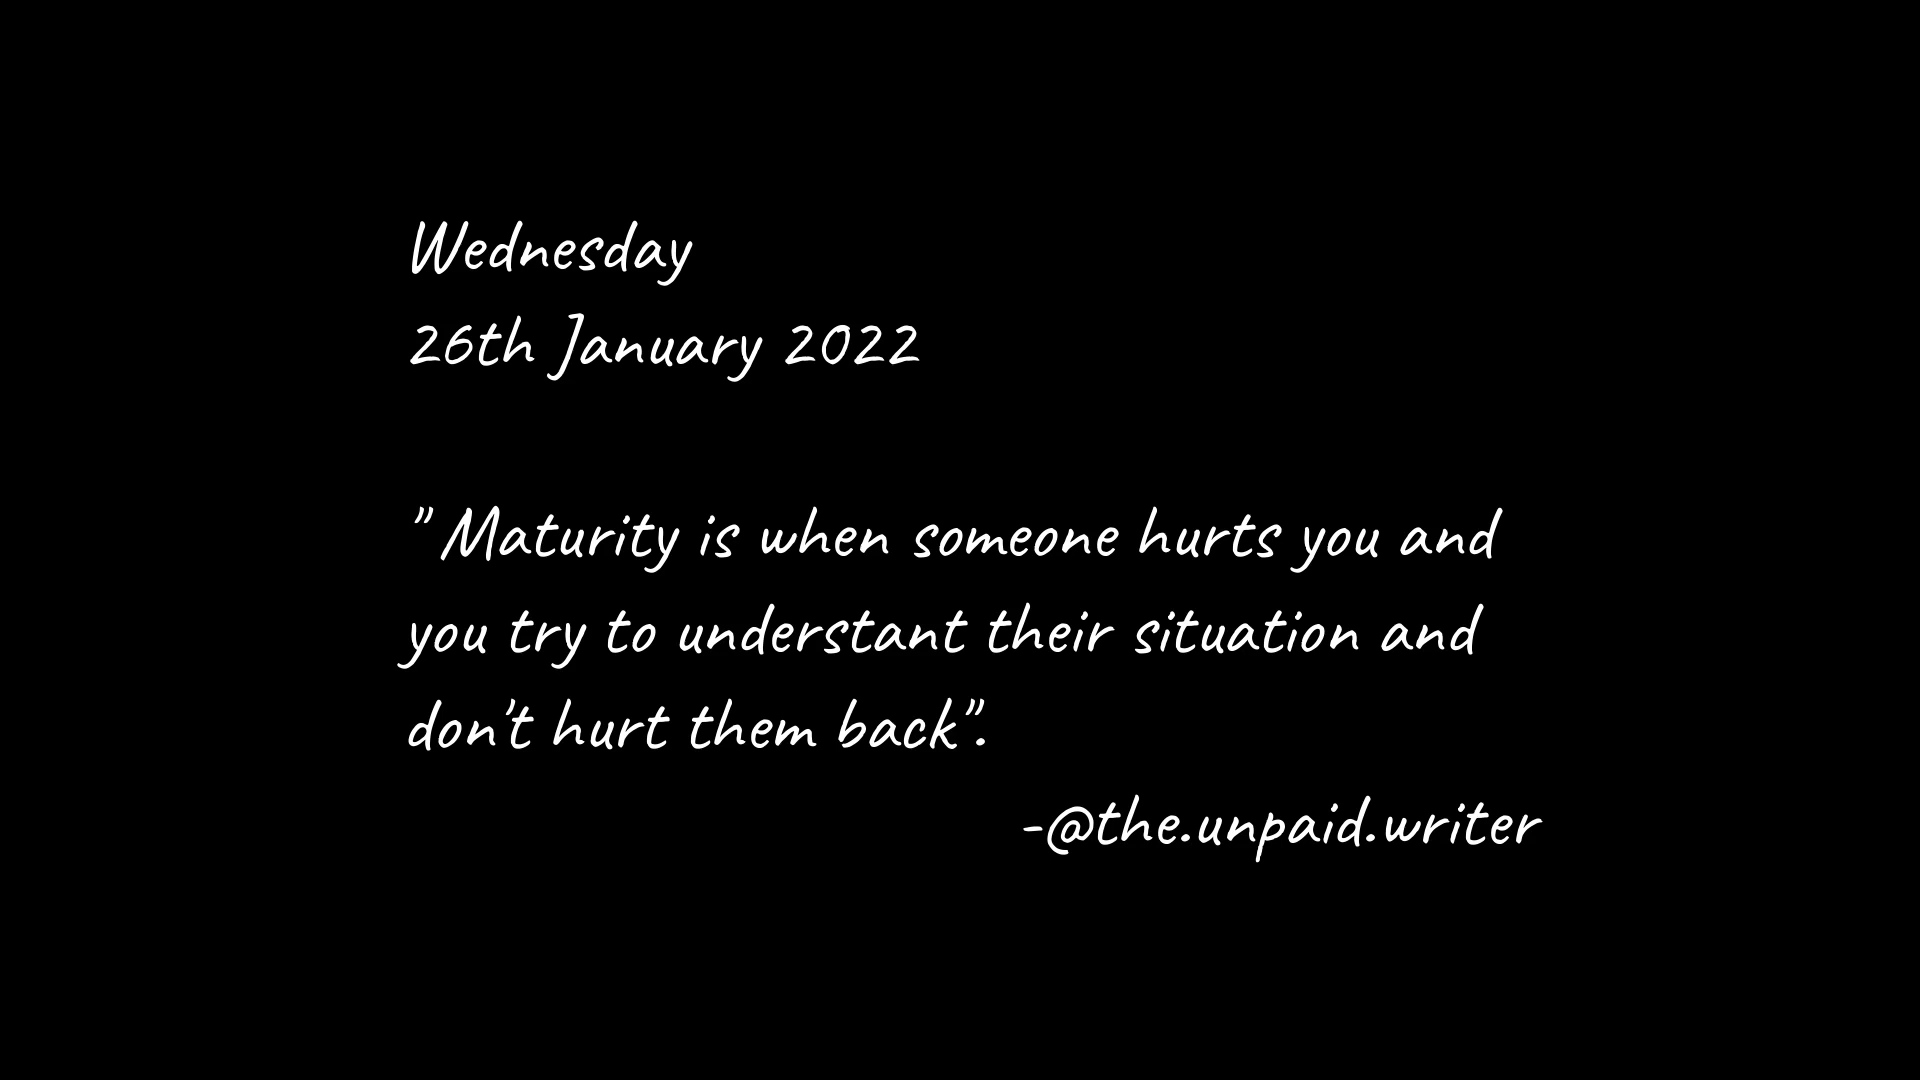 Wednesday
26th January 2022
" Maturity is when someone hurts you and
you try to understant their situation and
don't hurt them back".
-@the.unpaid.writer